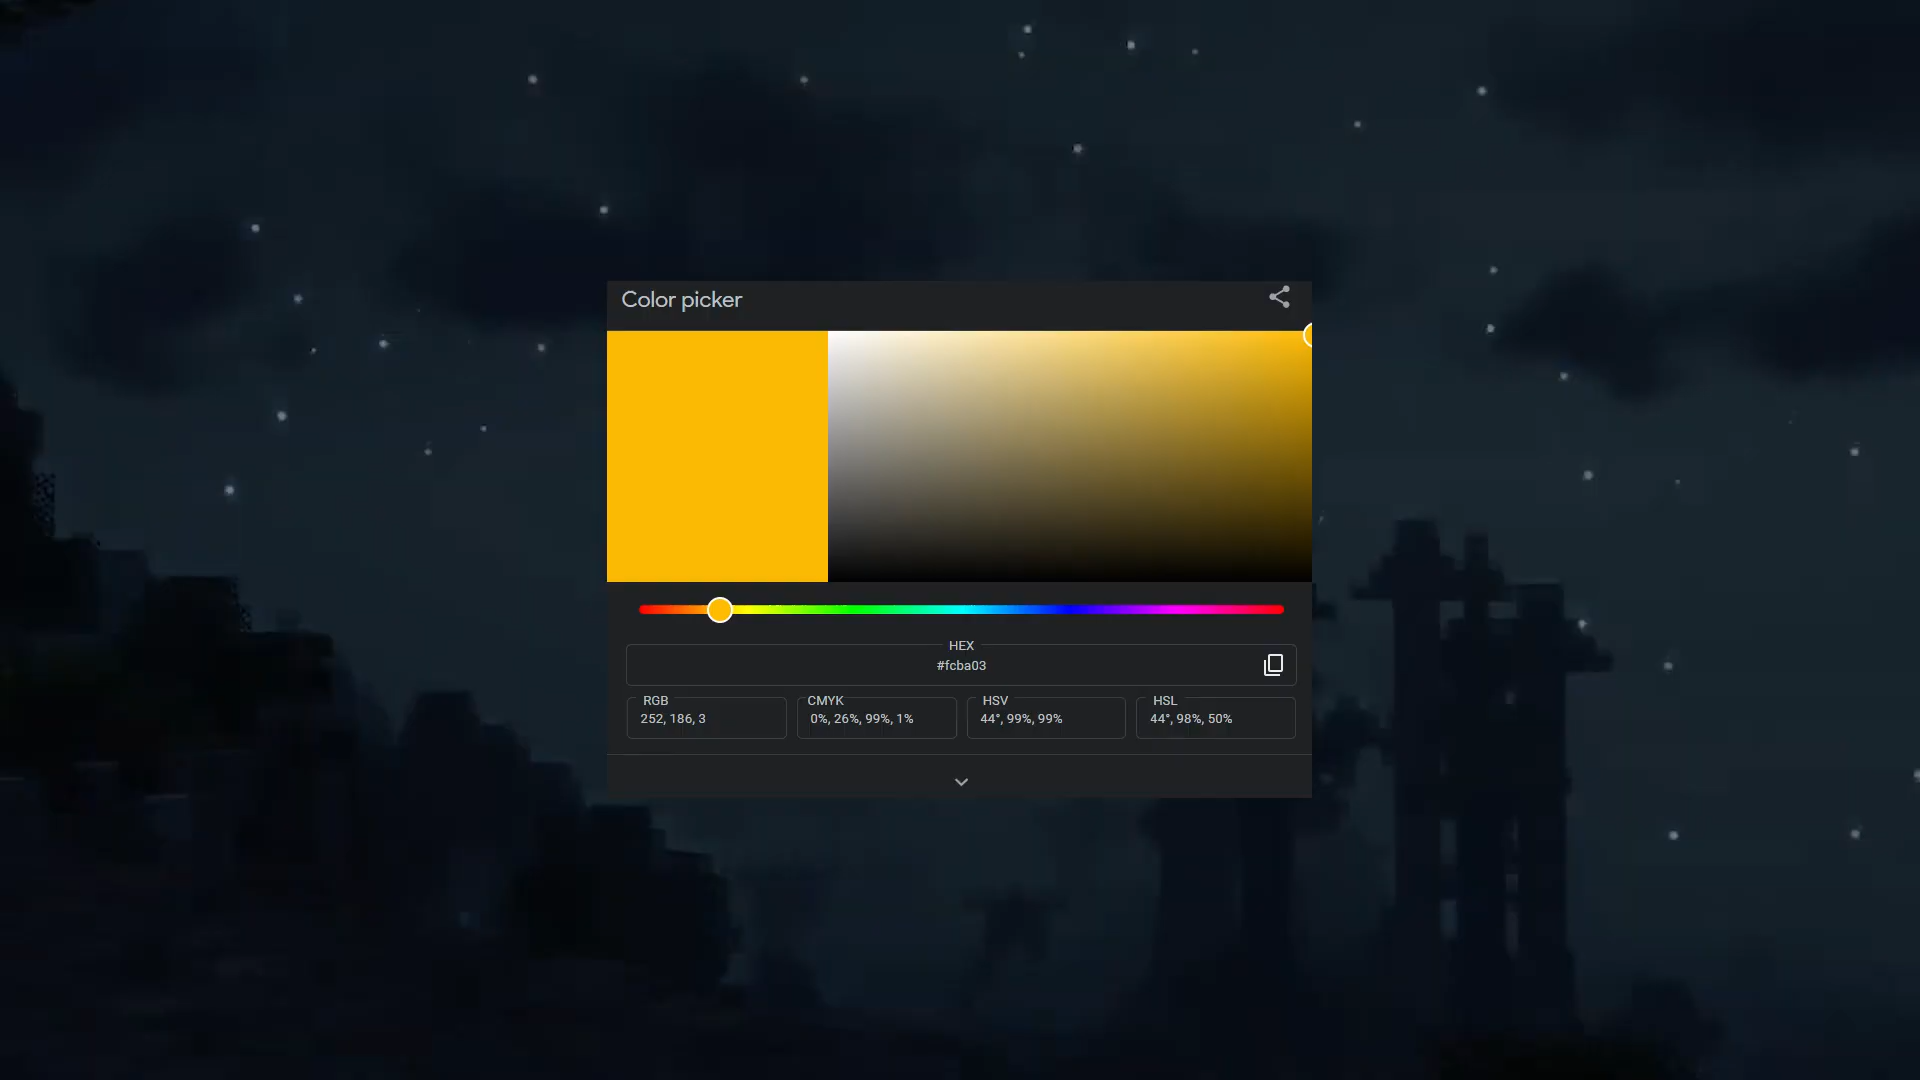 Color picker
HEX
#fcba03
RGB
252, 186, 3
CMYK
0%, 26%, 99%, 1%
HSV
44°, 99%, 99%
HSL
44°, 98%, 50%